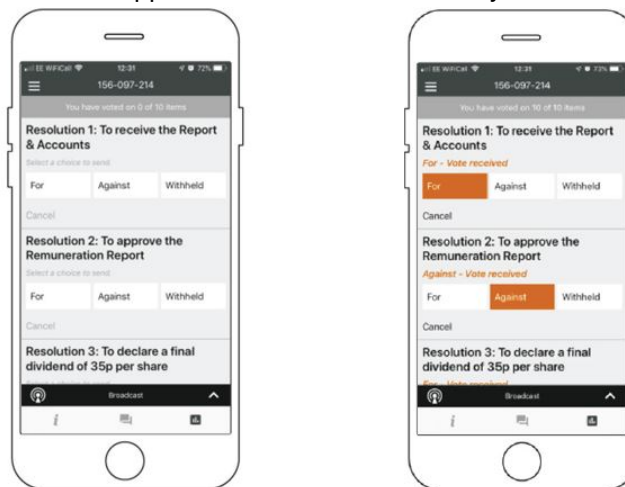 EE WiFiCall 12:31 72%
156-097-214
You have voted on 0 of 10 items
Resolution 1: To receive the Report
& Accounts
Select a choice to send
For Against Withheld
Cancel
Resolution 2: To approve the
Remuneration Report
Select a choice to send
For Against Withheld
Cancel
Resolution 3: To declare a final
dividend of 35p per share
Broadcast
EE WiFiCall 12:31 73%
156-097-214
You have voted on 10 of 10 items
Resolution 1: To receive the Report
& Accounts
For - Vote received
For Against Withheld
Cancel
Resolution 2: To approve the
Remuneration Report
Against - Vote received
For Against Withheld
Cancel
Resolution 3: To declare a final
dividend of 35p per share
For - Vote received
Broadcast